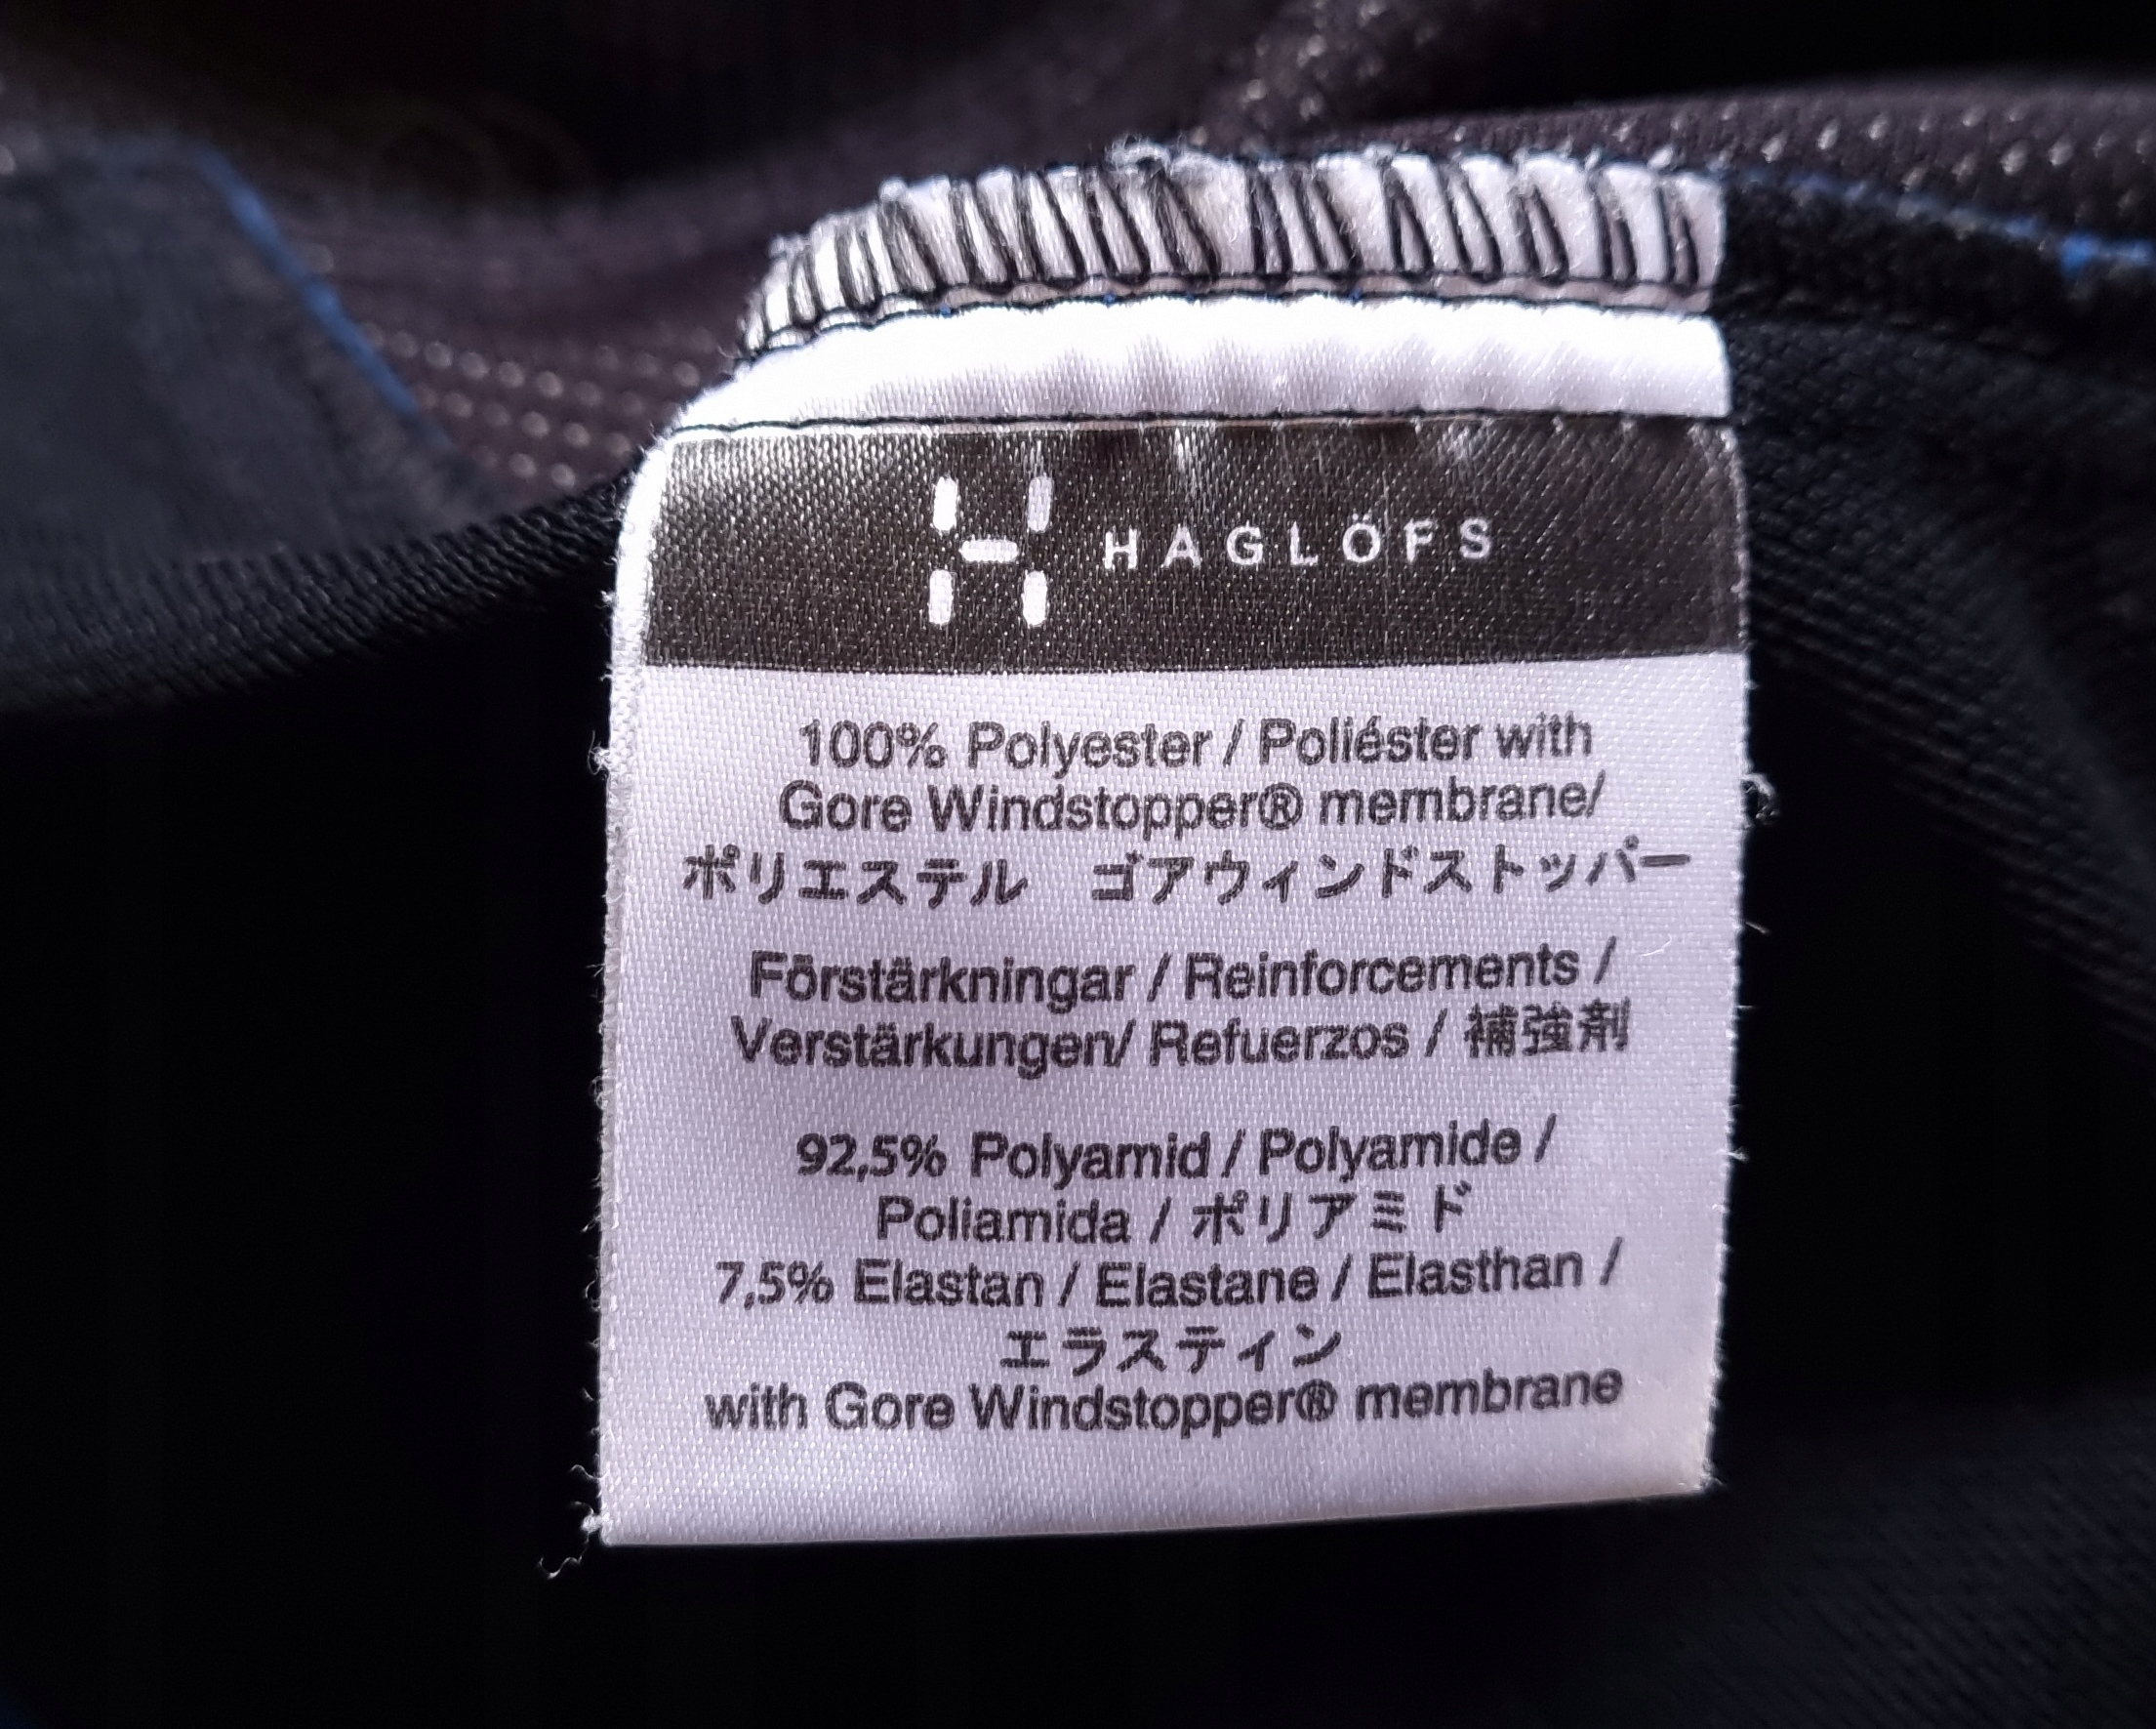 HAGLÖFS
100% Polyester / Poliéster with
Gore Windstopper® membrane/
ポリエステル ゴアウィンドストッパー
Förstärkningar / Reinforcements /
Verstärkungen/ Refuerzos / 補強剤
92,5% Polyamid / Polyamide /
Poliamida / ポリアミド
7,5% Elastan / Elastane / Elasthan /
エラスティン
with Gore Windstopper® membrane